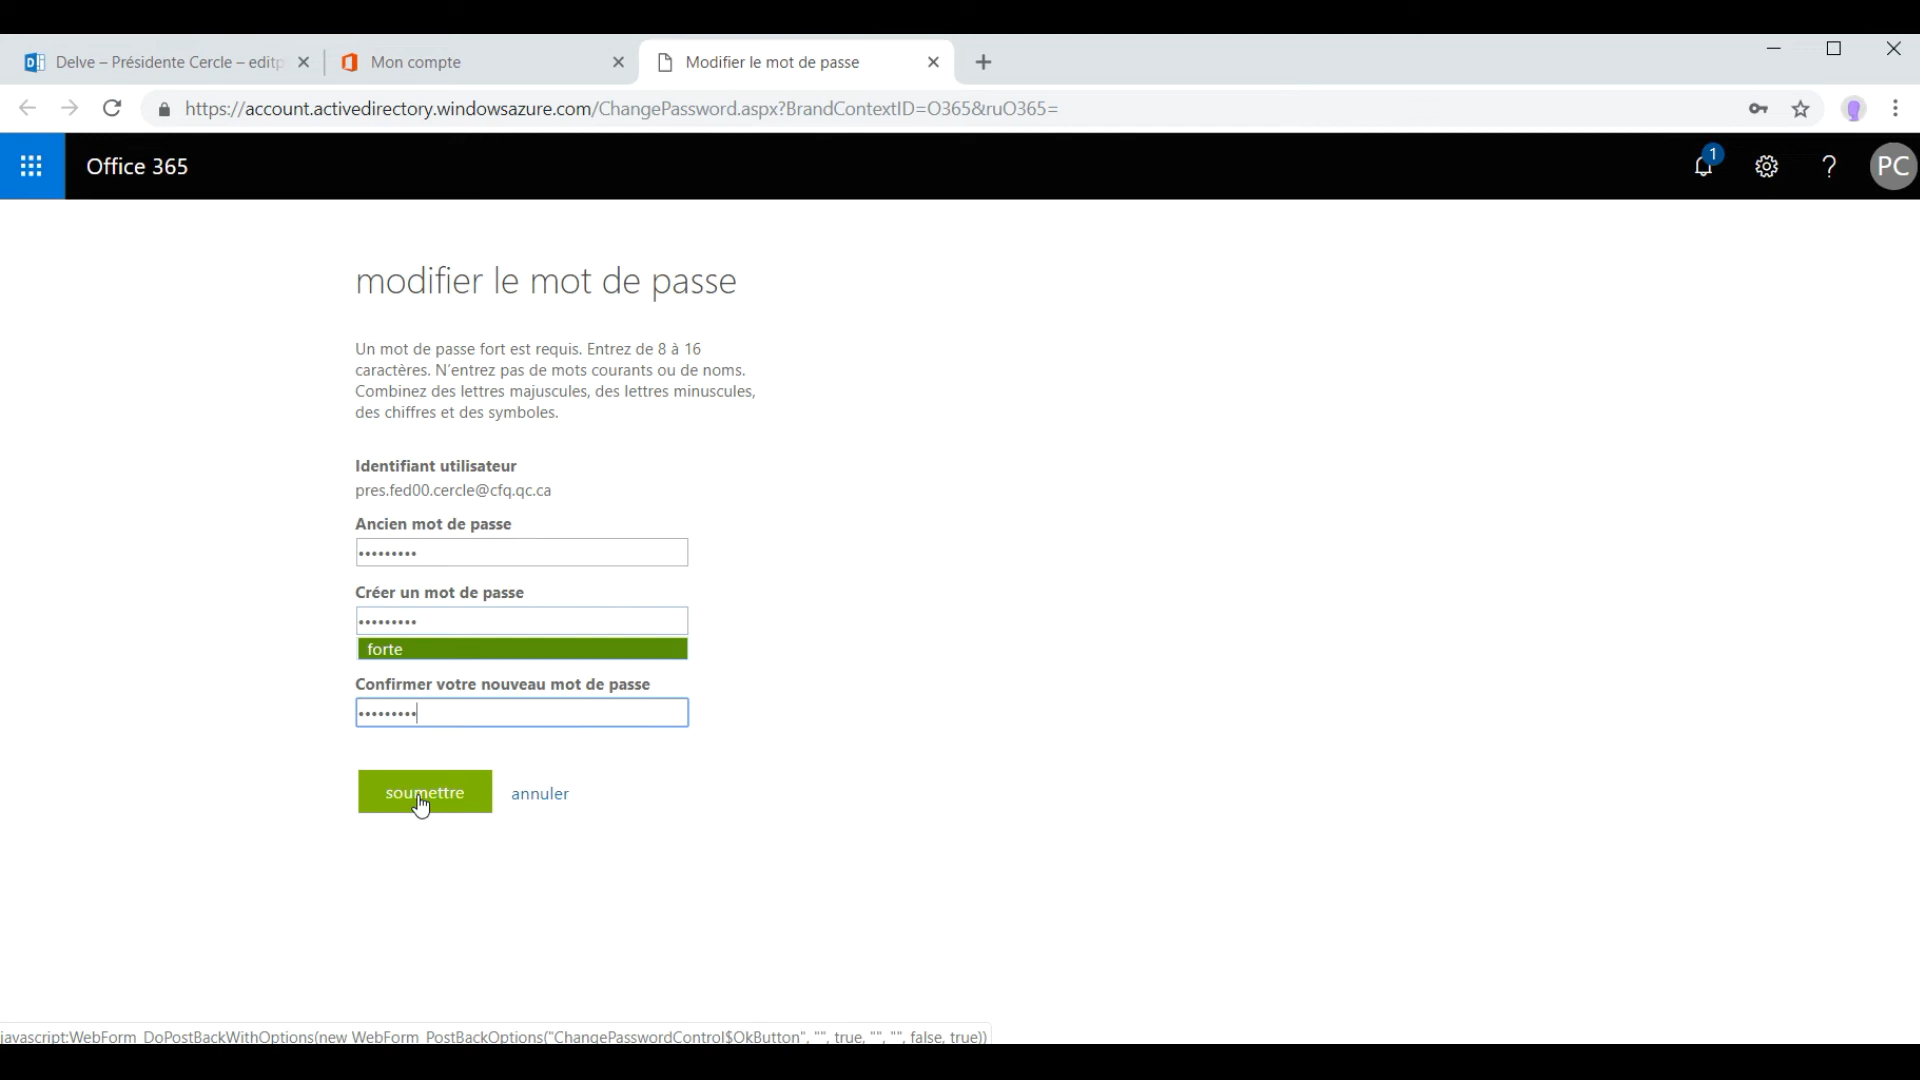 Delve – Présidente Cercle – editp
Mon compte
Modifier le mot de passe
https://account.activedirectory.windowsazure.com/ChangePassword.aspx?BrandContextID=O365&ruO365=
Office 365
1
?
PC
modifier le mot de passe
Un mot de passe fort est requis. Entrez de 8 à 16
caractères. N'entrez pas de mots courants ou de noms.
Combinez des lettres majuscules, des lettres minuscules,
des chiffres et des symboles.
Identifiant utilisateur
pres.fed00.cercle@cfq.qc.ca
Ancien mot de passe
•••••••••
Créer un mot de passe
•••••••••
forte
Confirmer votre nouveau mot de passe
•••••••••
soumettre
annuler
javascript:WebForm_DoPostBackWithOptions(new WebForm_PostBackOptions("ChangePasswordControl$OkButton", "", true, "", "", false, true))